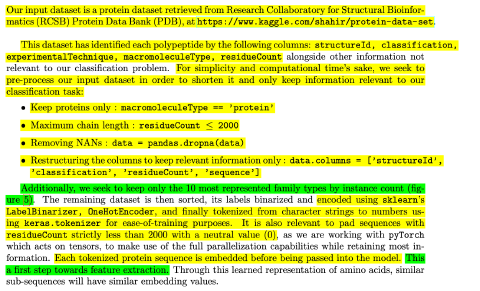 Our input dataset is a protein dataset retrieved from Research Collaboratory for Structural Bioinfor-
matics (RCSB) Protein Data Bank (PDB), at https://www.kaggle.com/shahir/protein-data-set.
This dataset has identified each polypeptide by the following columns: structureId, classification,
experimentalTechnique, macromoleculeType, residueCount alongside other information not
relevant to our classification problem. For simplicity and computational time's sake, we seek to
pre-process our input dataset in order to shorten it and only keep information relevant to our
classification task:
• Keep proteins only : macromoleculeType == 'protein'
• Maximum chain length : residueCount ≤ 2000
• Removing NANs : data = pandas.dropna(data)
• Restructuring the columns to keep relevant information only : data.columns = ['structureId',
'classification', 'residueCount', 'sequence']
Additionally, we seek to keep only the 10 most represented family types by instance count (fig-
ure 5). The remaining dataset is then sorted, its labels binarized and encoded using sklearn's
LabelBinarizer, OneHotEncoder, and finally tokenized from character strings to numbers us-
ing keras.tokenizer for ease-of-training purposes. It is also relevant to pad sequences with
residueCount strictly less than 2000 with a neutral value (0), as we are working with pyTorch
which acts on tensors, to make use of the full parallelization capabilities while retaining most in-
formation. Each tokenized protein sequence is embedded before being passed into the model. This
a first step towards feature extraction. Through this learned representation of amino acids, similar
sub-sequences will have similar embedding values.